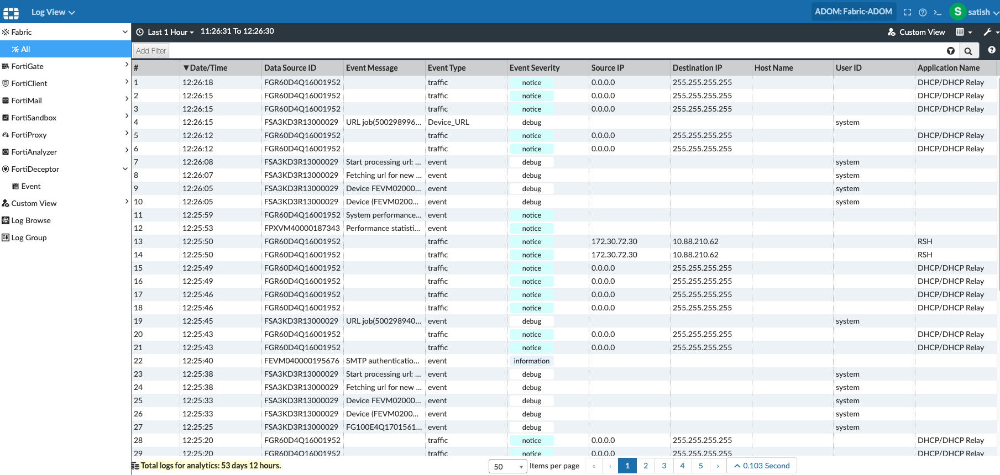 Log View
ADOM: Fabric-ADOM
S
satish
Fabric
All
FortiGate
FortiClient
FortiMail
FortiSandbox
FortiProxy
FortiAnalyzer
FortiDeceptor
Event
Custom View
Log Browse
Log Group
Last 1 Hour 11:26:31 To 12:26:30
Custom View
Add Filter
# ▼Date/Time Data Source ID Event Message Event Type Event Severity Source IP Destination IP Host Name User ID Application Name
1 12:26:18 FGR60D4Q16001952 traffic notice 0.0.0.0 255.255.255.255 DHCP/DHCP Relay
2 12:26:15 FGR60D4Q16001952 traffic notice 0.0.0.0 255.255.255.255 DHCP/DHCP Relay
3 12:26:15 FGR60D4Q16001952 traffic notice 0.0.0.0 255.255.255.255 DHCP/DHCP Relay
4 12:26:15 FSA3KD3R13000029 URL job(500298996... Device_URL debug system
5 12:26:12 FGR60D4Q16001952 traffic notice 0.0.0.0 255.255.255.255 DHCP/DHCP Relay
6 12:26:12 FGR60D4Q16001952 traffic notice 0.0.0.0 255.255.255.255 DHCP/DHCP Relay
7 12:26:08 FSA3KD3R13000029 Start processing url: ... event debug system
8 12:26:07 FSA3KD3R13000029 Fetching url for new ... event debug system
9 12:26:05 FSA3KD3R13000029 Device FEVM02000... event debug system
10 12:26:05 FSA3KD3R13000029 Device (FEVM0200... event debug system
11 12:25:59 FGR60D4Q16001952 System performance... event notice
12 12:25:53 FPXVM40000187343 Performance statisti... event notice
13 12:25:50 FGR60D4Q16001952 traffic notice 172.30.72.30 10.88.210.62 RSH
14 12:25:50 FGR60D4Q16001952 traffic notice 172.30.72.30 10.88.210.62 RSH
15 12:25:49 FGR60D4Q16001952 traffic notice 0.0.0.0 255.255.255.255 DHCP/DHCP Relay
16 12:25:49 FGR60D4Q16001952 traffic notice 0.0.0.0 255.255.255.255 DHCP/DHCP Relay
17 12:25:46 FGR60D4Q16001952 traffic notice 0.0.0.0 255.255.255.255 DHCP/DHCP Relay
18 12:25:46 FGR60D4Q16001952 traffic notice 0.0.0.0 255.255.255.255 DHCP/DHCP Relay
19 12:25:45 FSA3KD3R13000029 URL job(500298940... event debug system
20 12:25:43 FGR60D4Q16001952 traffic notice 0.0.0.0 255.255.255.255 DHCP/DHCP Relay
21 12:25:43 FGR60D4Q16001952 traffic notice 0.0.0.0 255.255.255.255 DHCP/DHCP Relay
22 12:25:40 FEVM040000195676 SMTP authenticatio... event information
23 12:25:38 FSA3KD3R13000029 Start processing url: ... event debug system
24 12:25:38 FSA3KD3R13000029 Fetching url for new ... event debug system
25 12:25:33 FSA3KD3R13000029 Device FEVM02000... event debug system
26 12:25:33 FSA3KD3R13000029 Device (FEVM0200... event debug system
27 12:25:25 FSA3KD3R13000029 FG100E4Q1701561... event debug system
28 12:25:20 FGR60D4Q16001952 traffic notice 0.0.0.0 255.255.255.255 DHCP/DHCP Relay
29 12:25:20 FGR60D4Q16001952 traffic notice 0.0.0.0 255.255.255.255 DHCP/DHCP Relay
Total logs for analytics: 53 days 12 hours.
50 Items per page « ‹ 1 2 3 4 5 › 0.103 Second